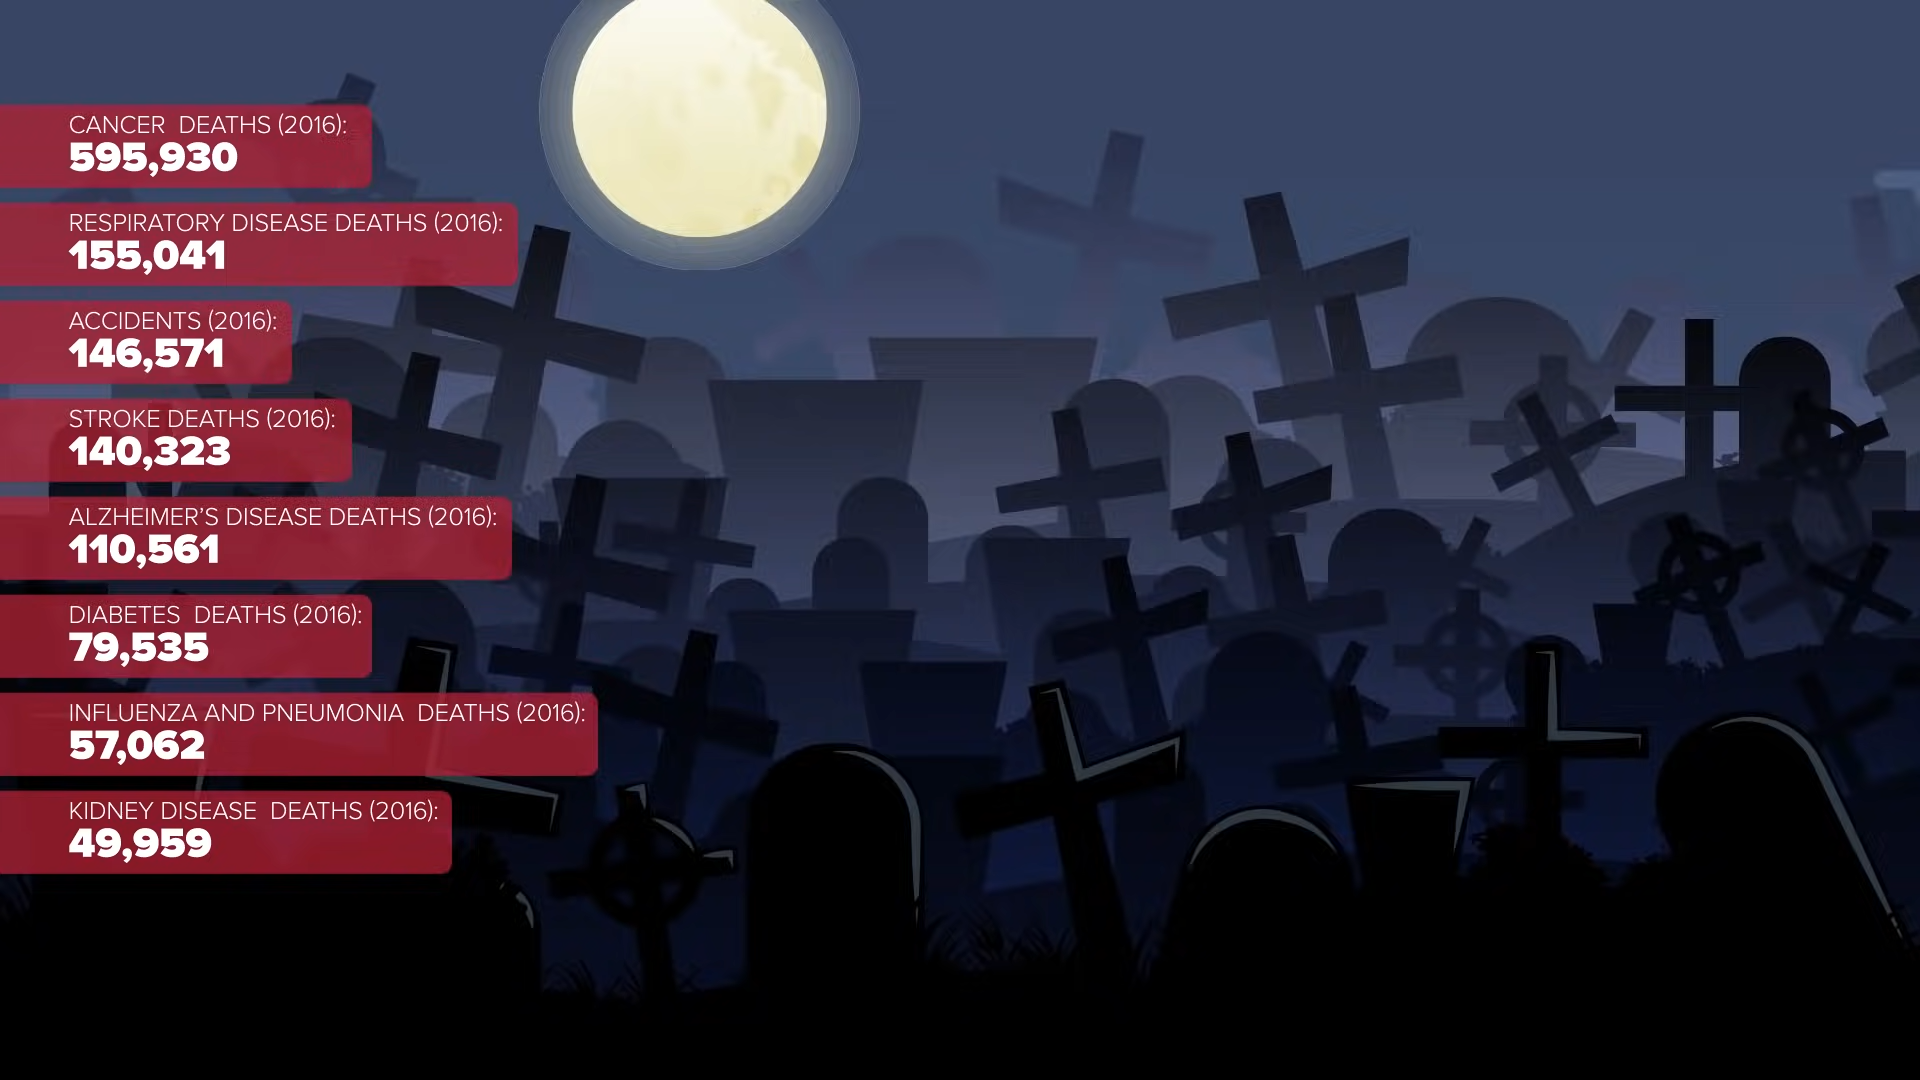 CANCER DEATHS (2016):
595,930
RESPIRATORY DISEASE DEATHS (2016):
155,041
ACCIDENTS (2016):
146,571
STROKE DEATHS (2016):
140,323
ALZHEIMER’S DISEASE DEATHS (2016):
110,561
DIABETES DEATHS (2016):
79,535
INFLUENZA AND PNEUMONIA DEATHS (2016):
57,062
KIDNEY DISEASE DEATHS (2016):
49,959